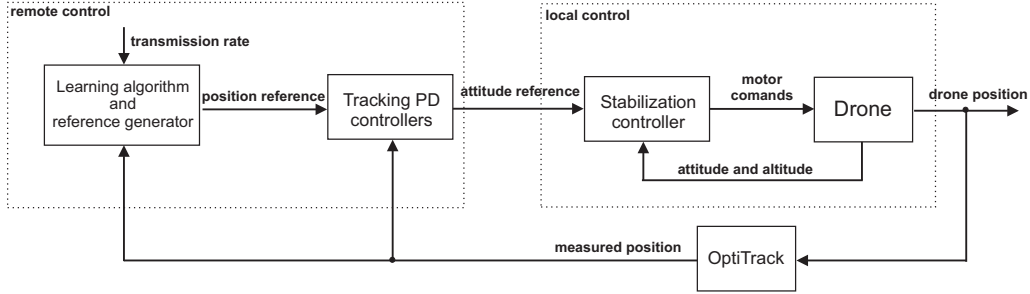 remote control
transmission rate
Learning algorithm
and
reference generator
position reference
Tracking PD
controllers
attitude reference
local control
Stabilization
controller
motor
comands
Drone
drone position
attitude and altitude
measured position
OptiTrack